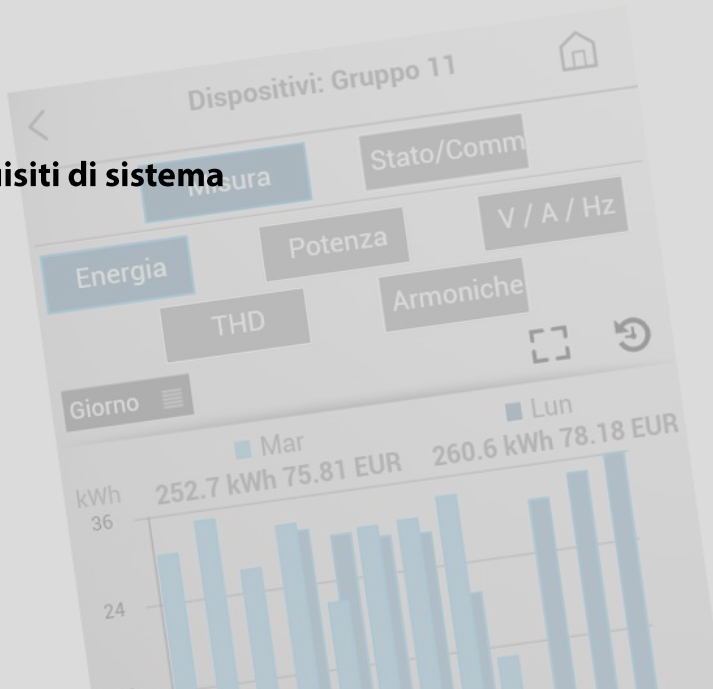 Dispositivi: Gruppo 11
isiti di sistema
Misura
Stato/Comm
Energia
Potenza
V / A / Hz
THD
Armoniche
Giorno
Mar
Lun
kWh
252.7 kWh 75.81 EUR
260.6 kWh 78.18 EUR
36
24